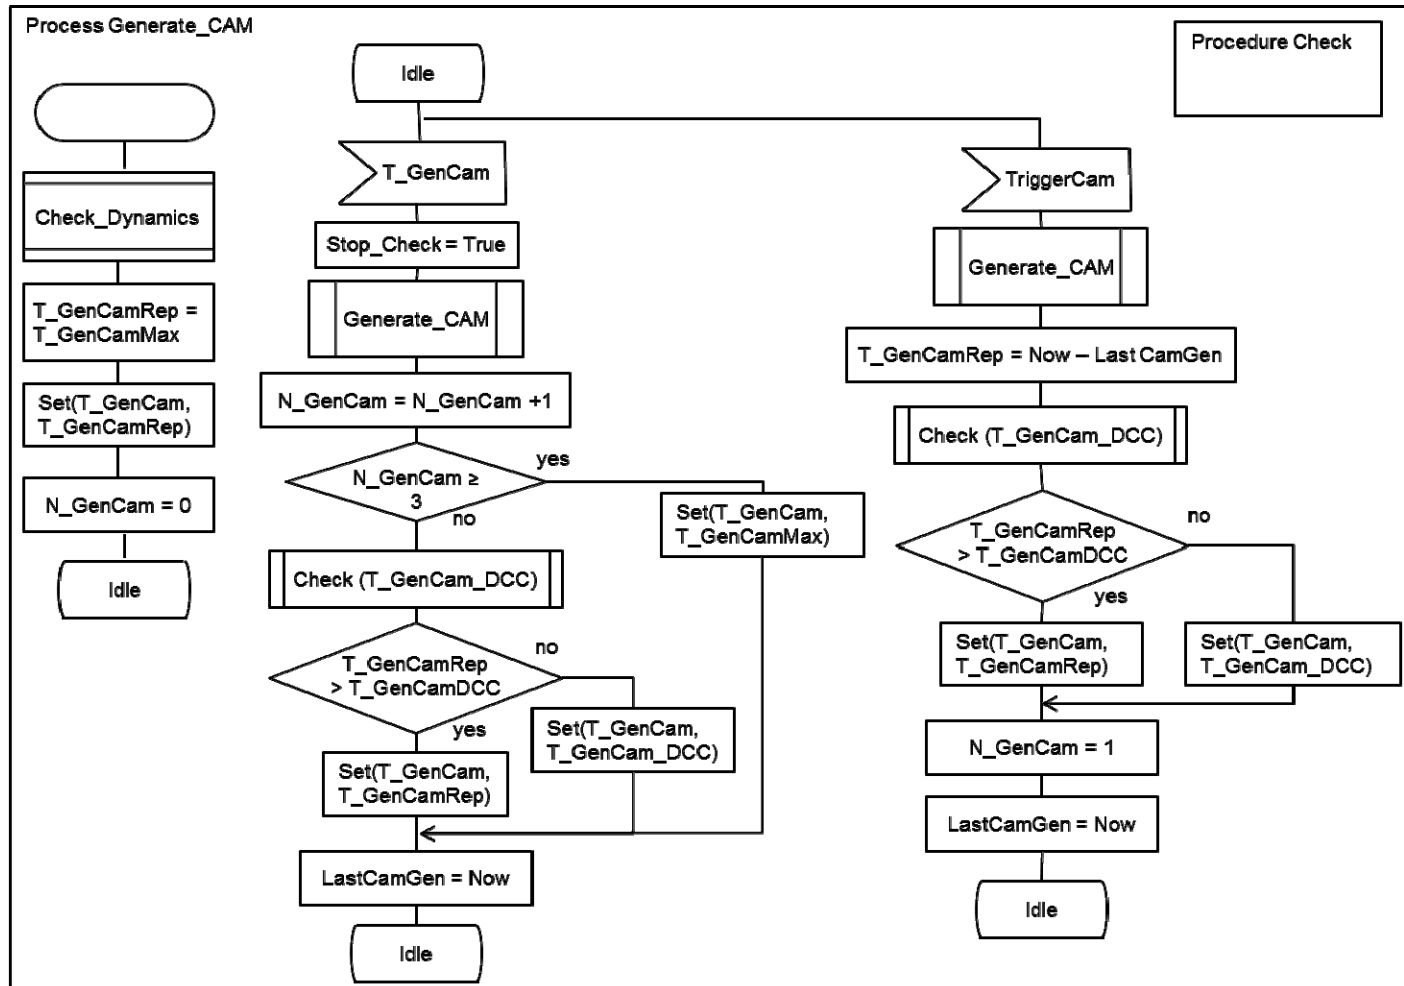 Process Generate_CAM
Procedure Check
Check_Dynamics
T_GenCamRep =
T_GenCamMax
Set(T_GenCam,
T_GenCamRep)
N_GenCam = 0
Idle
Idle
T_GenCam
Stop_Check = True
Generate_CAM
N_GenCam = N_GenCam +1
N_GenCam ≥
3
yes
no
Set(T_GenCam,
T_GenCamMax)
Check (T_GenCam_DCC)
T_GenCamRep
> T_GenCamDCC
no
yes
Set(T_GenCam,
T_GenCam_DCC)
Set(T_GenCam,
T_GenCamRep)
LastCamGen = Now
Idle
TriggerCam
Generate_CAM
T_GenCamRep = Now – Last CamGen
Check (T_GenCam_DCC)
T_GenCamRep
> T_GenCamDCC
no
yes
Set(T_GenCam,
T_GenCamRep)
Set(T_GenCam,
T_GenCam_DCC)
N_GenCam = 1
LastCamGen = Now
Idle